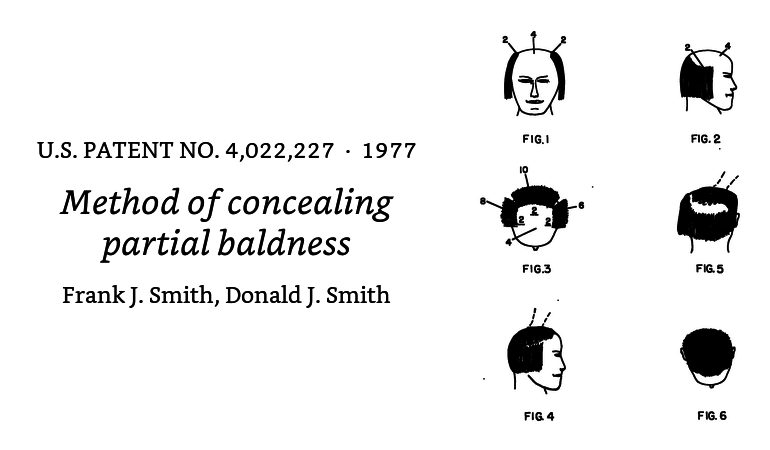 U.S. PATENT NO. 4,022,227 · 1977
Method of concealing
partial baldness
Frank J. Smith, Donald J. Smith
2 4 2
FIG.1
2 4
FIG. 2
10
8 6
2
2 2
4
FIG.3
FIG.5
FIG. 4
FIG. 6